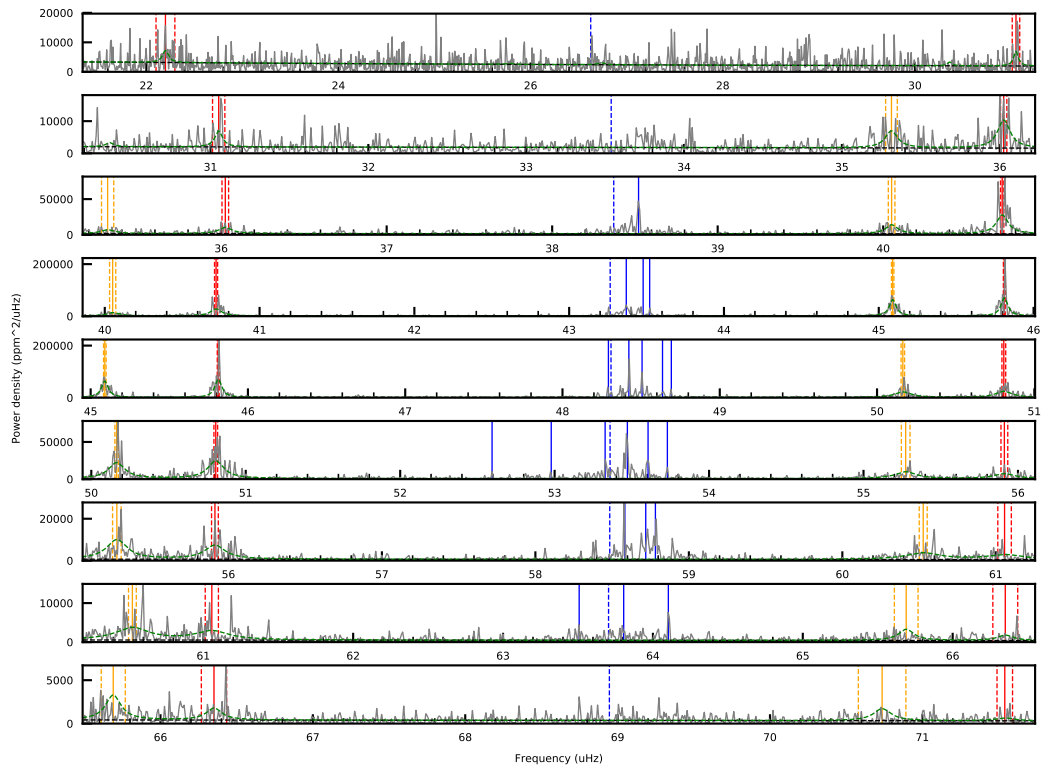 20000
10000
0
22 24 26 28 30
10000
0
31 32 33 34 35 36
50000
0
36 37 38 39 40
200000
0
40 41 42 43 44 45 46
200000
0
45 46 47 48 49 50 51
50000
0
50 51 52 53 54 55 56
20000
0
56 57 58 59 60 61
10000
0
61 62 63 64 65 66
5000
0
66 67 68 69 70 71
Power density (ppm^2/uHz)
Frequency (uHz)